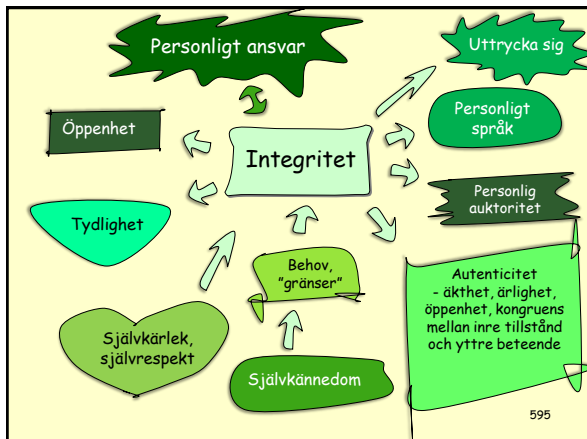 Personligt ansvar
Uttrycka sig
Öppenhet
Personligt
språk
Integritet
Personlig
auktoritet
Tydlighet
Behov,
”gränser”
Autenticitet
- äkthet, ärlighet,
öppenhet, kongruens
mellan inre tillstånd
och yttre beteende
Självkärlek,
självrespekt
Självkännedom
595